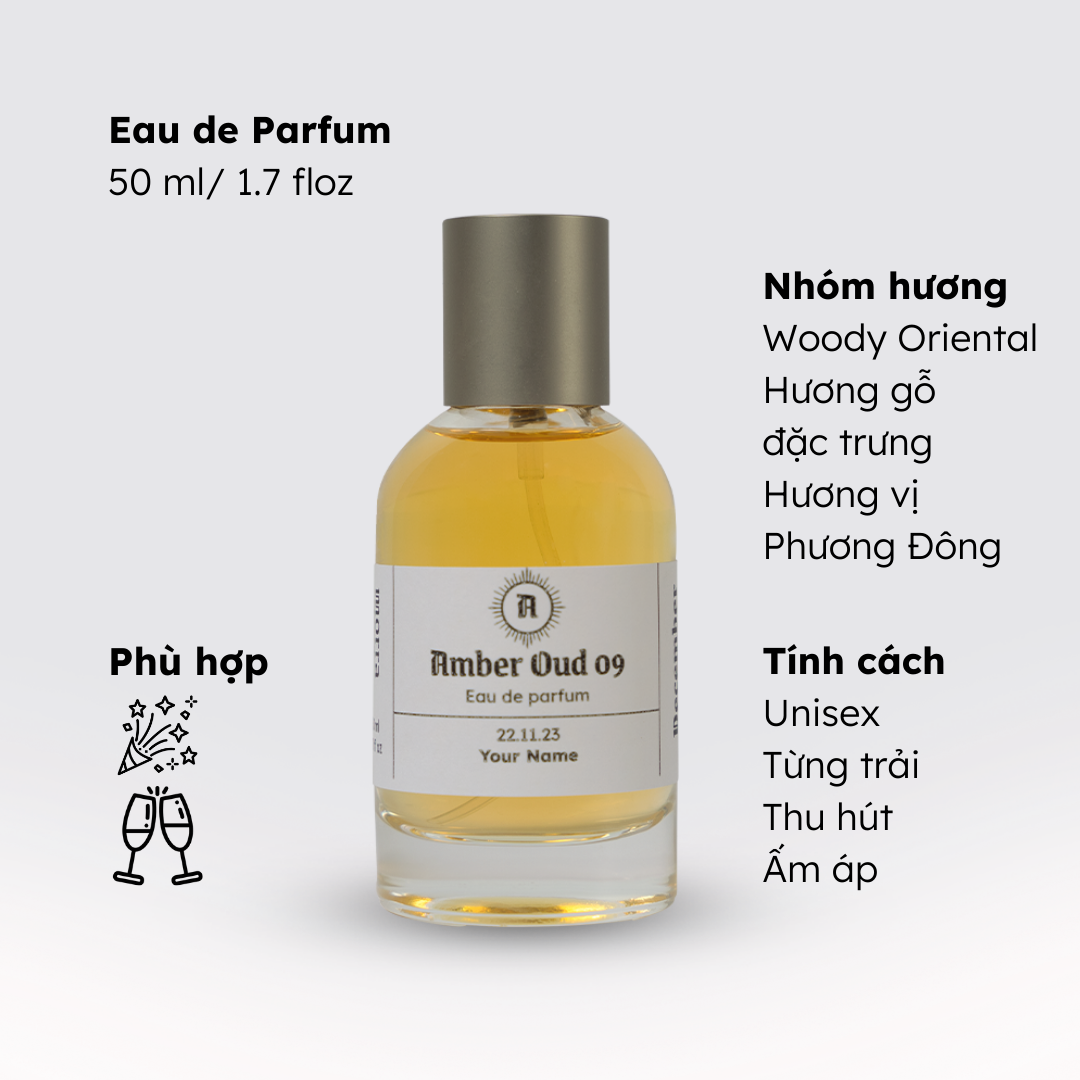 Eau de Parfum
50 ml/ 1.7 floz
Nhóm hương
Woody Oriental
Hương gỗ
đặc trưng
Hương vị
Phương Đông
A
Amber Oud 09
Eau de parfum
22.11.23
Your Name
December
Phù hợp
Tính cách
Unisex
Từng trải
Thu hút
Ấm áp